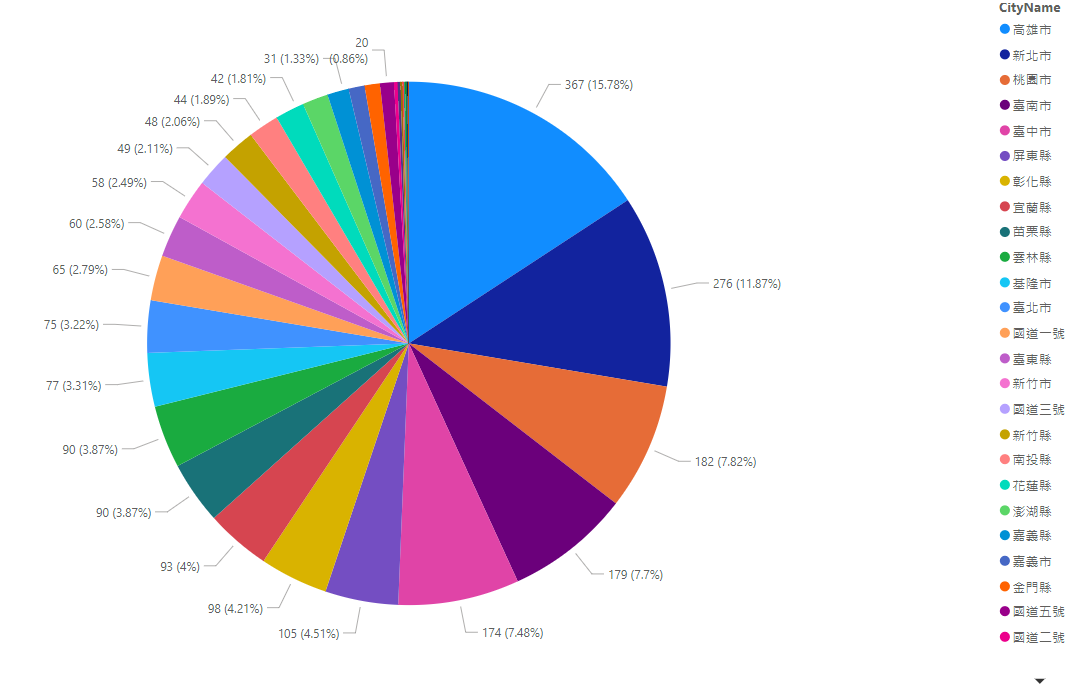 CityName
高雄市
新北市
桃園市
臺南市
臺中市
屏東縣
彰化縣
宜蘭縣
苗栗縣
雲林縣
基隆市
臺北市
國道一號
臺東縣
新竹市
國道三號
新竹縣
南投縣
花蓮縣
澎湖縣
嘉義縣
嘉義市
金門縣
國道五號
國道二號
367 (15.78%)
276 (11.87%)
182 (7.82%)
179 (7.7%)
174 (7.48%)
105 (4.51%)
98 (4.21%)
93 (4%)
90 (3.87%)
90 (3.87%)
77 (3.31%)
75 (3.22%)
65 (2.79%)
60 (2.58%)
58 (2.49%)
49 (2.11%)
48 (2.06%)
44 (1.89%)
42 (1.81%)
31 (1.33%)
20
(0.86%)